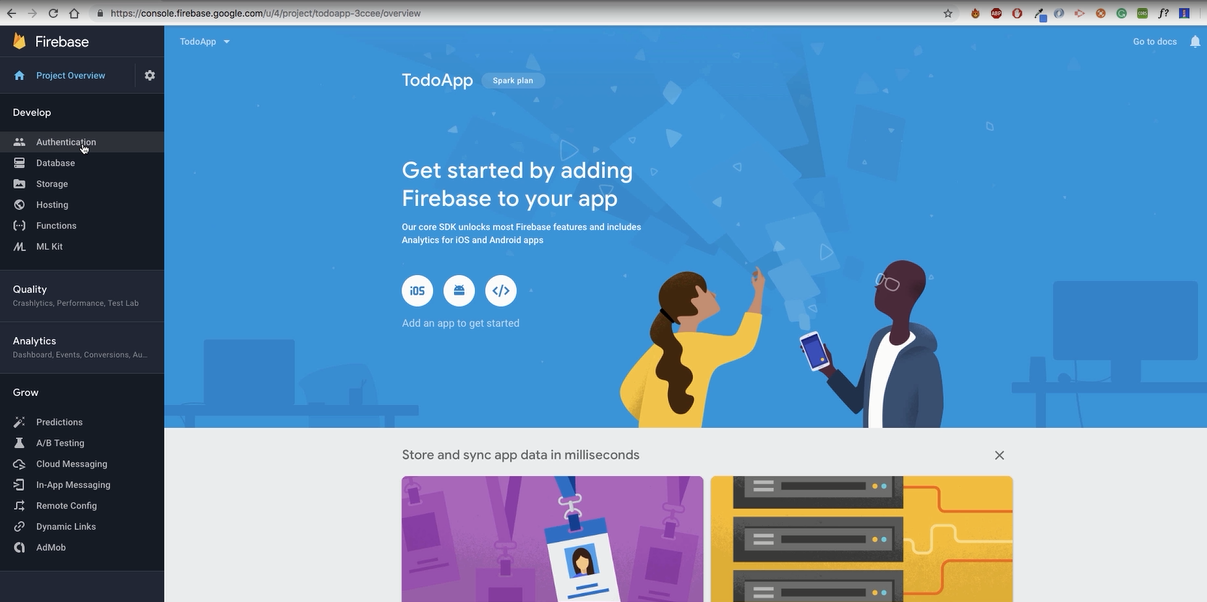 https://console.firebase.google.com/u/4/project/todoapp-3ccee/overview
ABP
f?
Firebase
TodoApp
Go to docs
Project Overview
TodoApp
Spark plan
Develop
Authentication
Database
Storage
Hosting
Functions
ML Kit
Get started by adding
Firebase to your app
Our core SDK unlocks most Firebase features and includes
Analytics for iOS and Android apps
iOS
</>
Add an app to get started
Quality
Crashlytics, Performance, Test Lab
Analytics
Dashboard, Events, Conversions, Au...
Grow
Predictions
A/B Testing
Cloud Messaging
In-App Messaging
Remote Config
Dynamic Links
AdMob
Store and sync app data in milliseconds